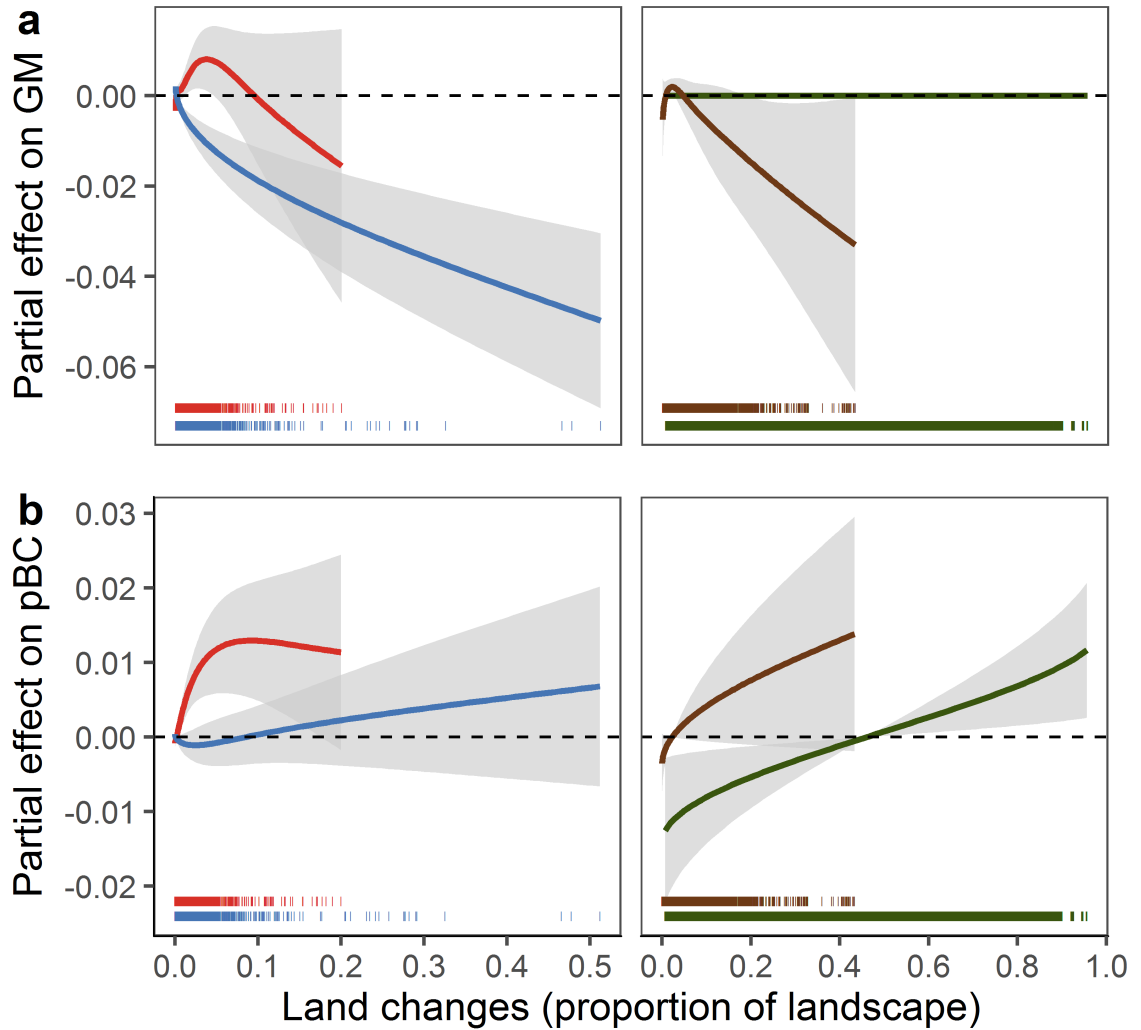 a
Partial effect on GM
0.00
-0.02
-0.04
-0.06
b
Partial effect on pBC
0.03
0.02
0.01
0.00
-0.01
-0.02
0.0 0.1 0.2 0.3 0.4 0.5 0.0 0.2 0.4 0.6 0.8 1.0
Land changes (proportion of landscape)